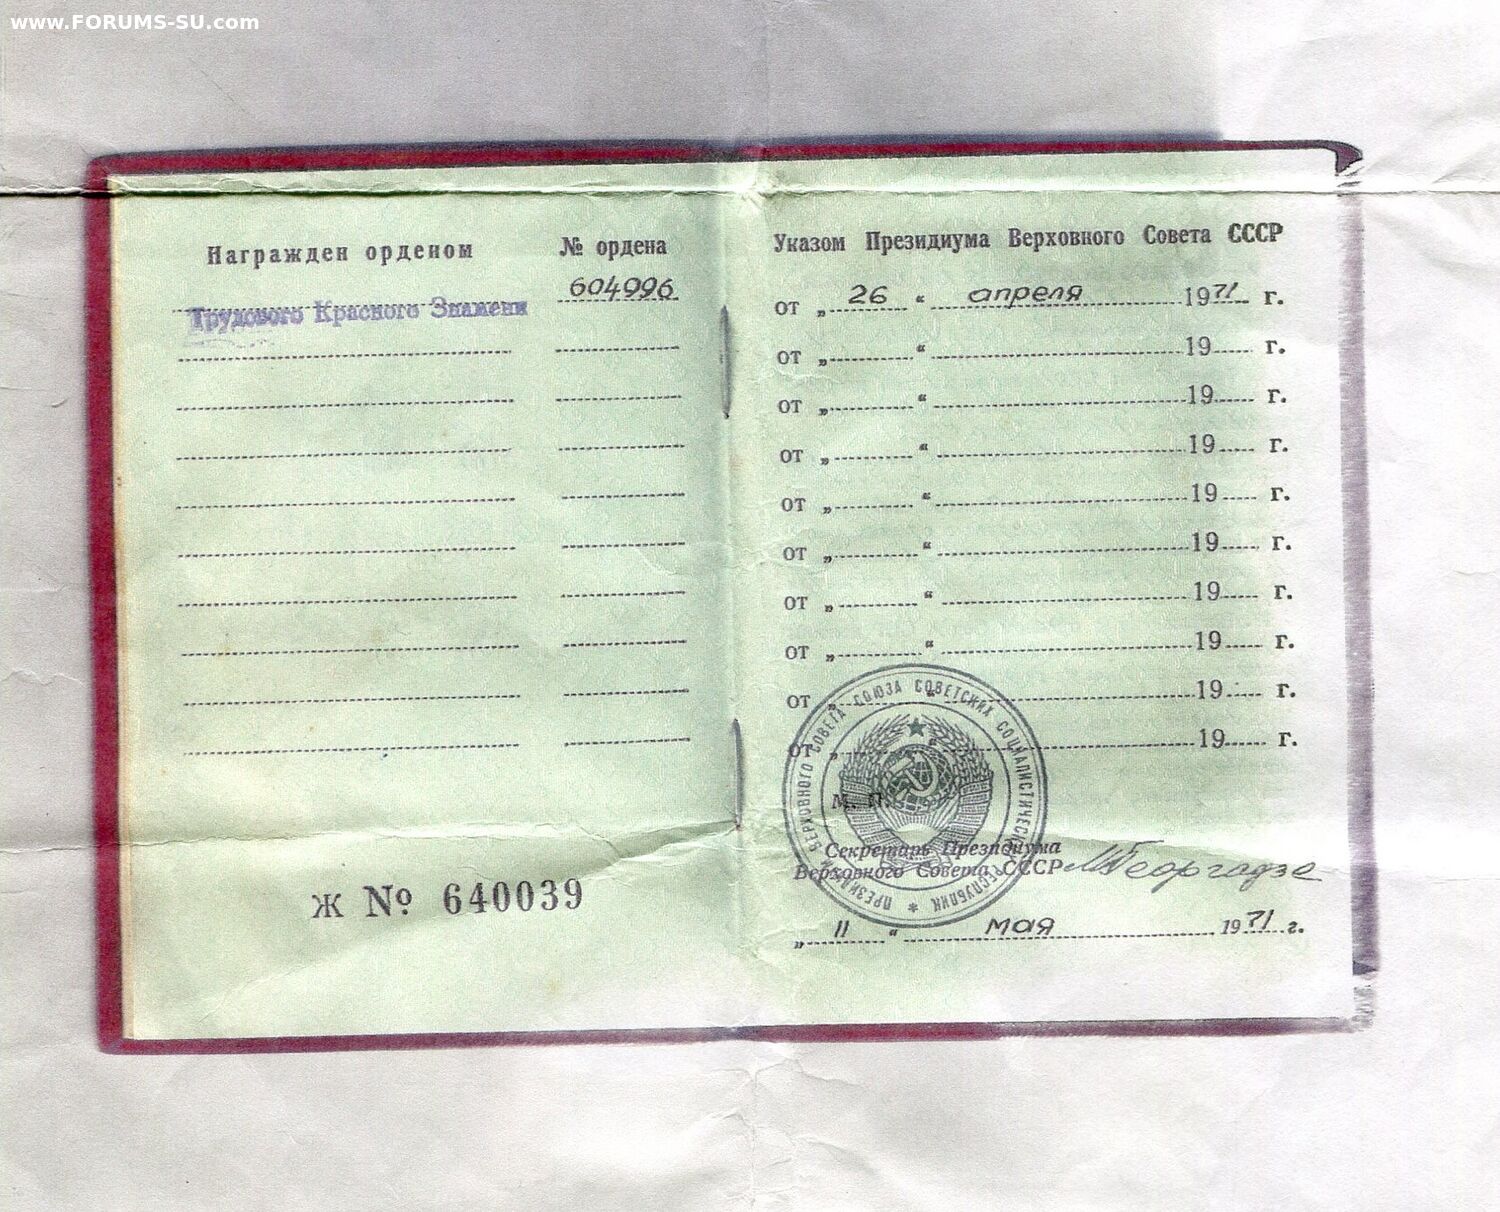 www.FORUMS-SU.com
Награжден орденом № ордена
Трудового Красного Знамени 604996
Ж № 640039
Указом Президиума Верховного Совета СССР
от „ 26 “ апреля 1971 г.
от „ “ 19 г.
от „ “ 19 г.
от „ “ 19 г.
от „ “ 19 г.
от „ “ 19 г.
от „ “ 19 г.
от „ “ 19 г.
от „ “ 19 г.
от „ “ 19 г.
М. П.
ПРЕЗИДИУМ ВЕРХОВНОГО СОВЕТА СОЮЗА СОВЕТСКИХ СОЦИАЛИСТИЧЕСКИХ РЕСПУБЛИК *
Секретарь Президиума
Верховного Совета СССР М. Георгадзе
„ 11 “ мая 1971 г.